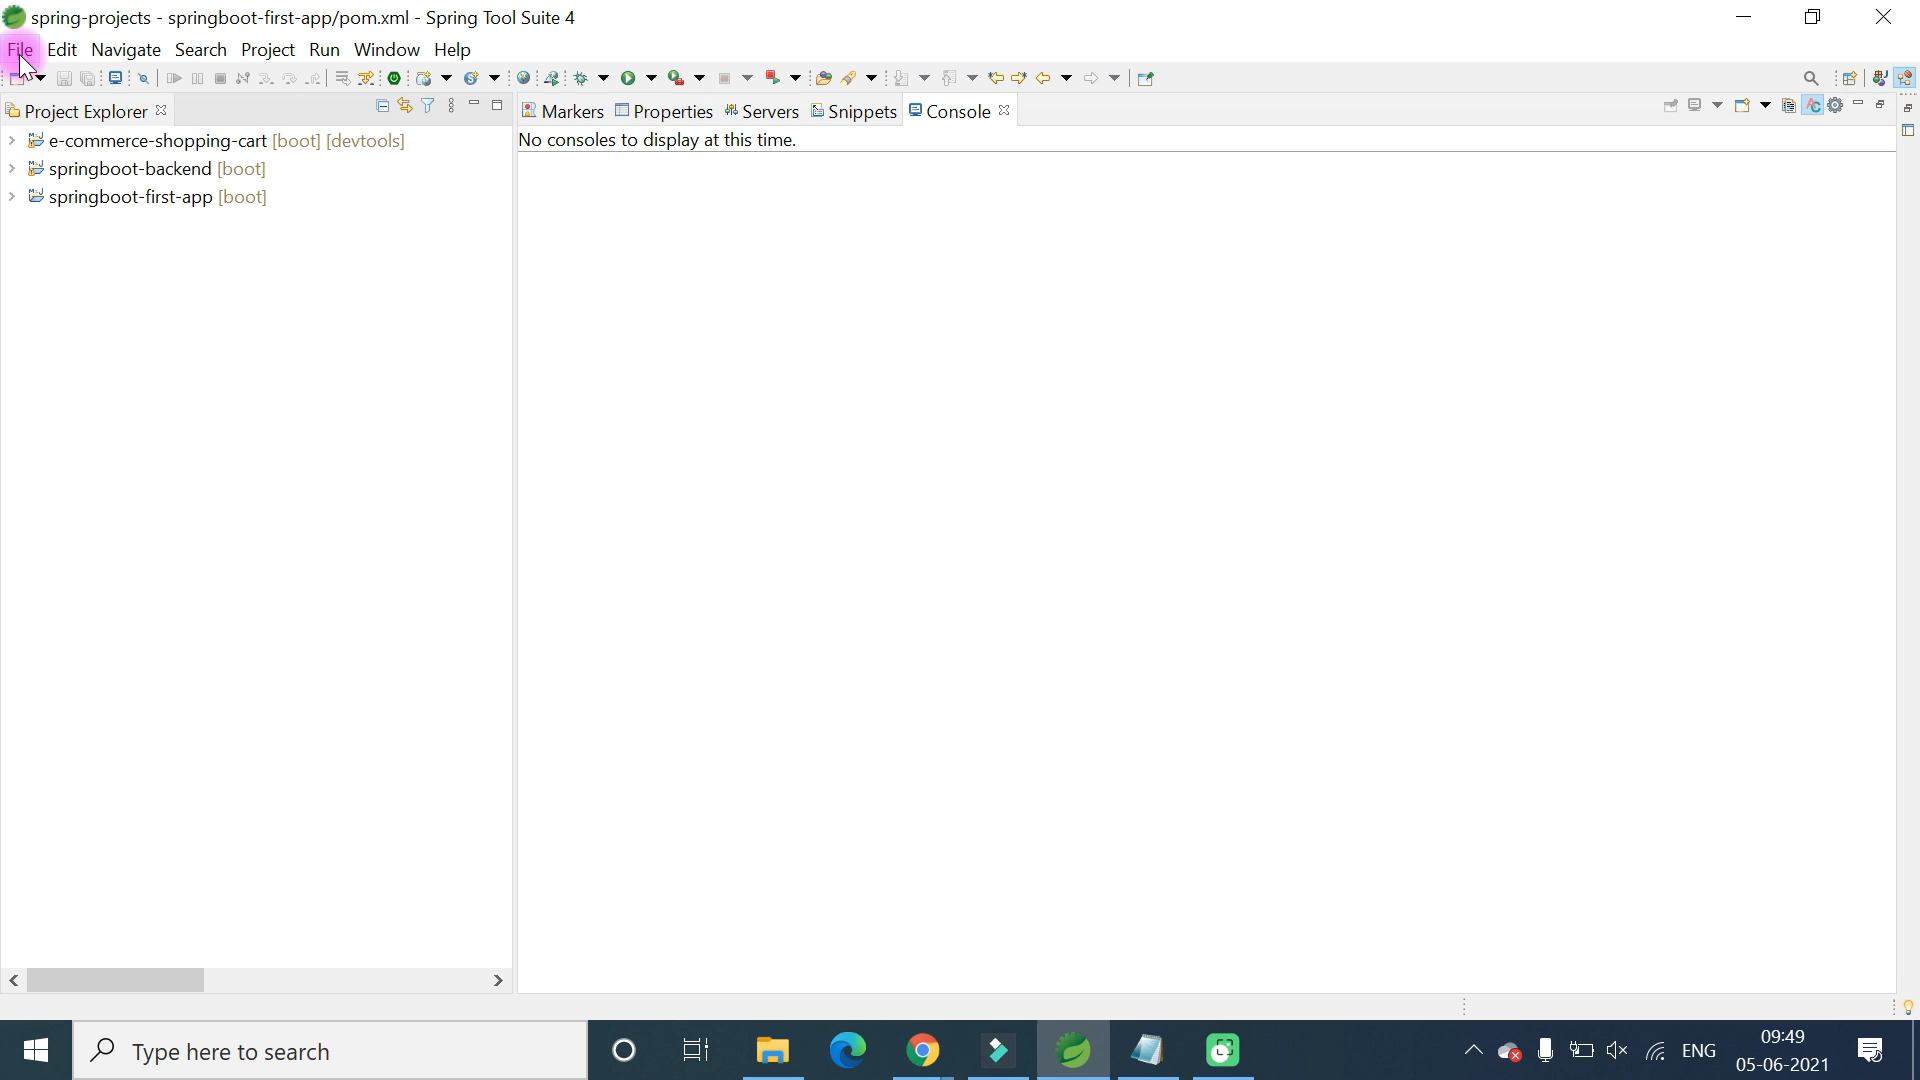 spring-projects - springboot-first-app/pom.xml - Spring Tool Suite 4
File Edit Navigate Search Project Run Window Help
Project Explorer
Markers Properties Servers Snippets Console
e-commerce-shopping-cart [boot] [devtools]
No consoles to display at this time.
springboot-backend [boot]
springboot-first-app [boot]
Type here to search
ENG
09:49
05-06-2021